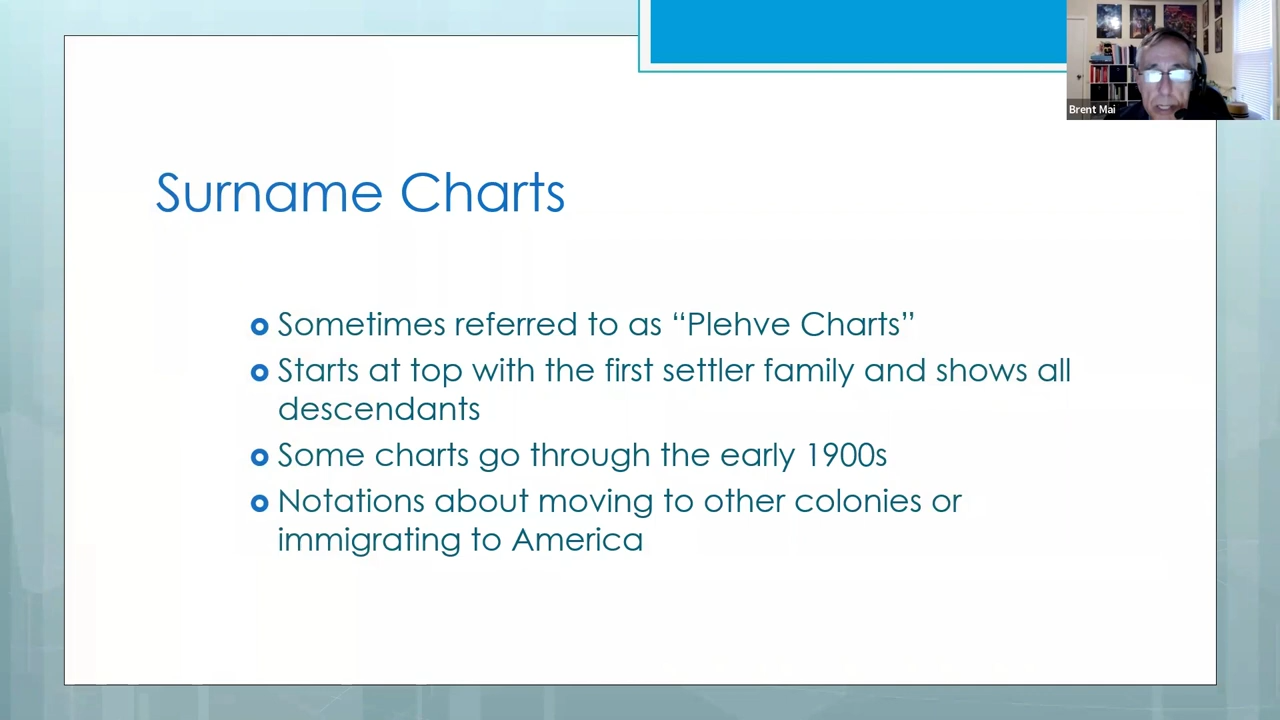 Brent Mai
Surname Charts
Sometimes referred to as “Plehve Charts”
Starts at top with the first settler family and shows all
descendants
Some charts go through the early 1900s
Notations about moving to other colonies or
immigrating to America